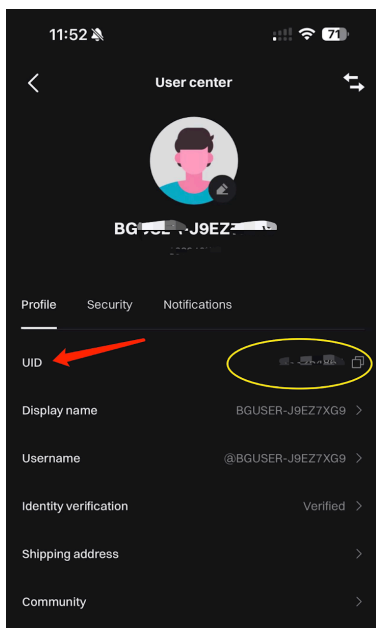 11:52
71
User center
Profile Security Notifications
UID
Display name BGUSER-J9EZ7XG9
Username @BGUSER-J9EZ7XG9
Identity verification Verified
Shipping address
Community